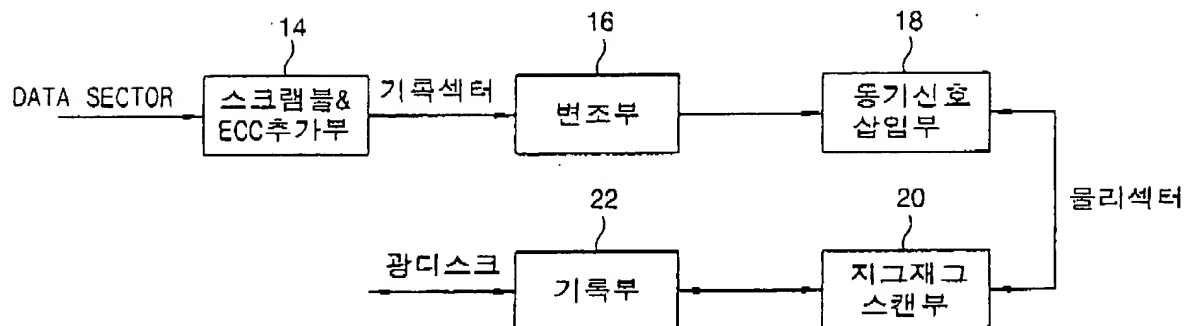 14
16
18
DATA SECTOR
스크램블&
ECC추가부
기록섹터
변조부
동기신호
삽입부
물리섹터
22
20
광디스크
기록부
지그재그
스캔부